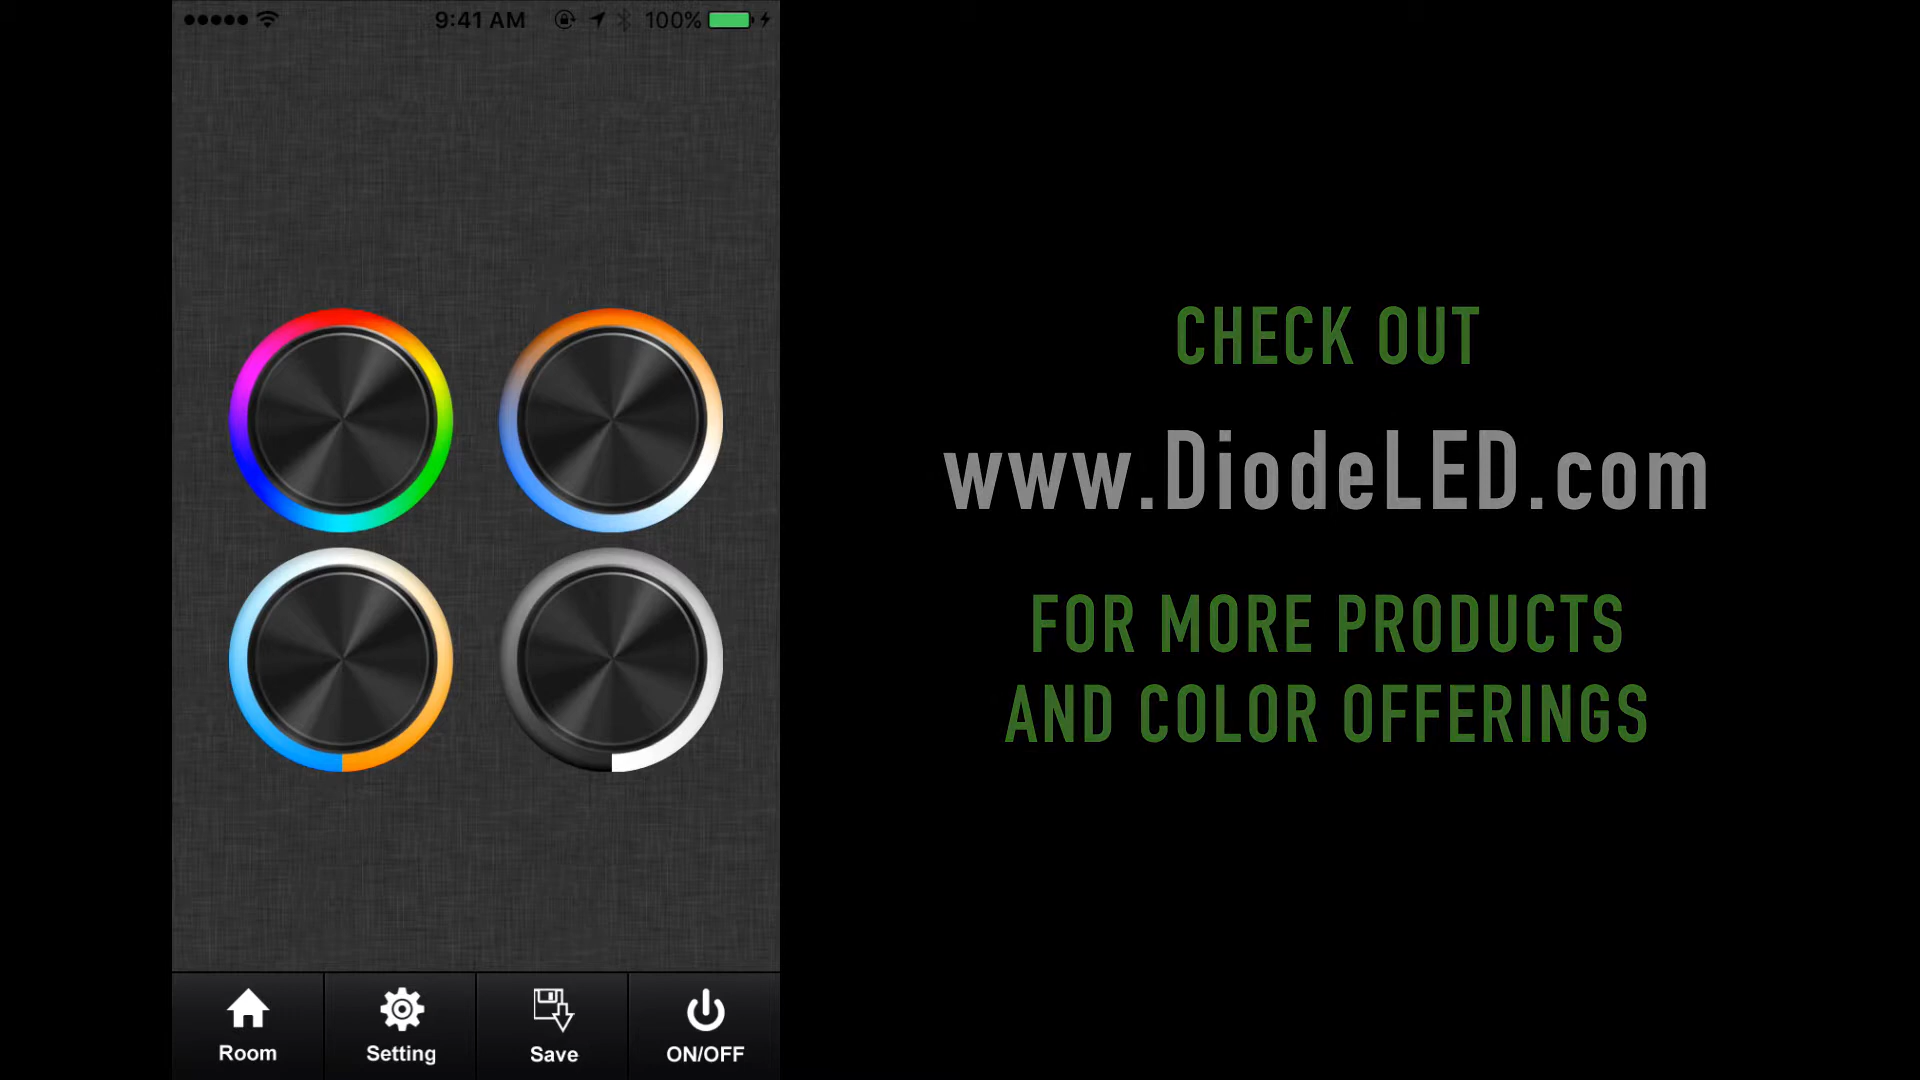 9:41 AM 100%
CHECK OUT
www.DiodeLED.com
FOR MORE PRODUCTS
AND COLOR OFFERINGS
Room Setting Save ON/OFF